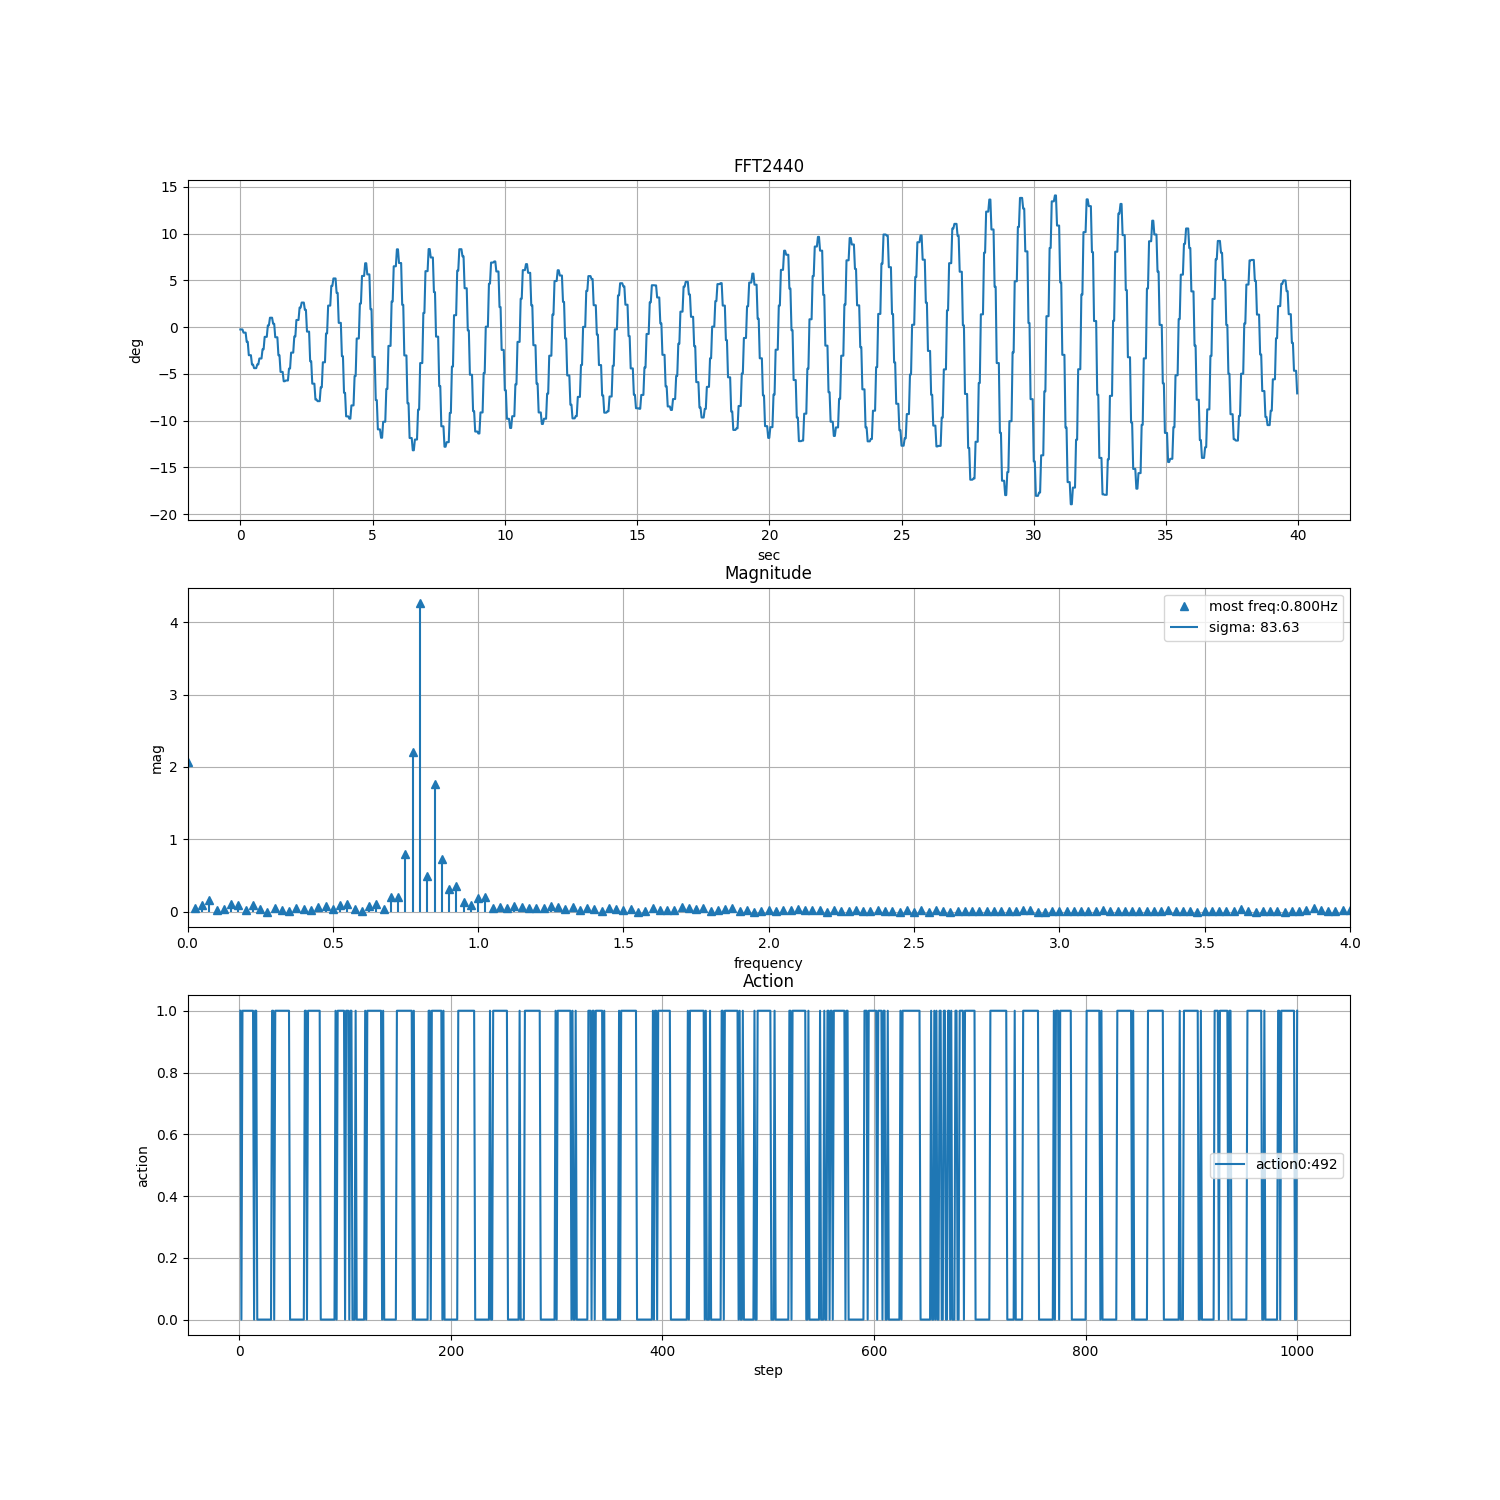 FFT2440
15
10
5
0
−5
−10
−15
−20
deg
0 5 10 15 20 25 30 35 40
sec
Magnitude
most freq:0.800Hz
sigma: 83.63
4
3
2
1
0
mag
0.0 0.5 1.0 1.5 2.0 2.5 3.0 3.5 4.0
frequency
Action
1.0
0.8
0.6
0.4
0.2
0.0
action
action0:492
0 200 400 600 800 1000
step